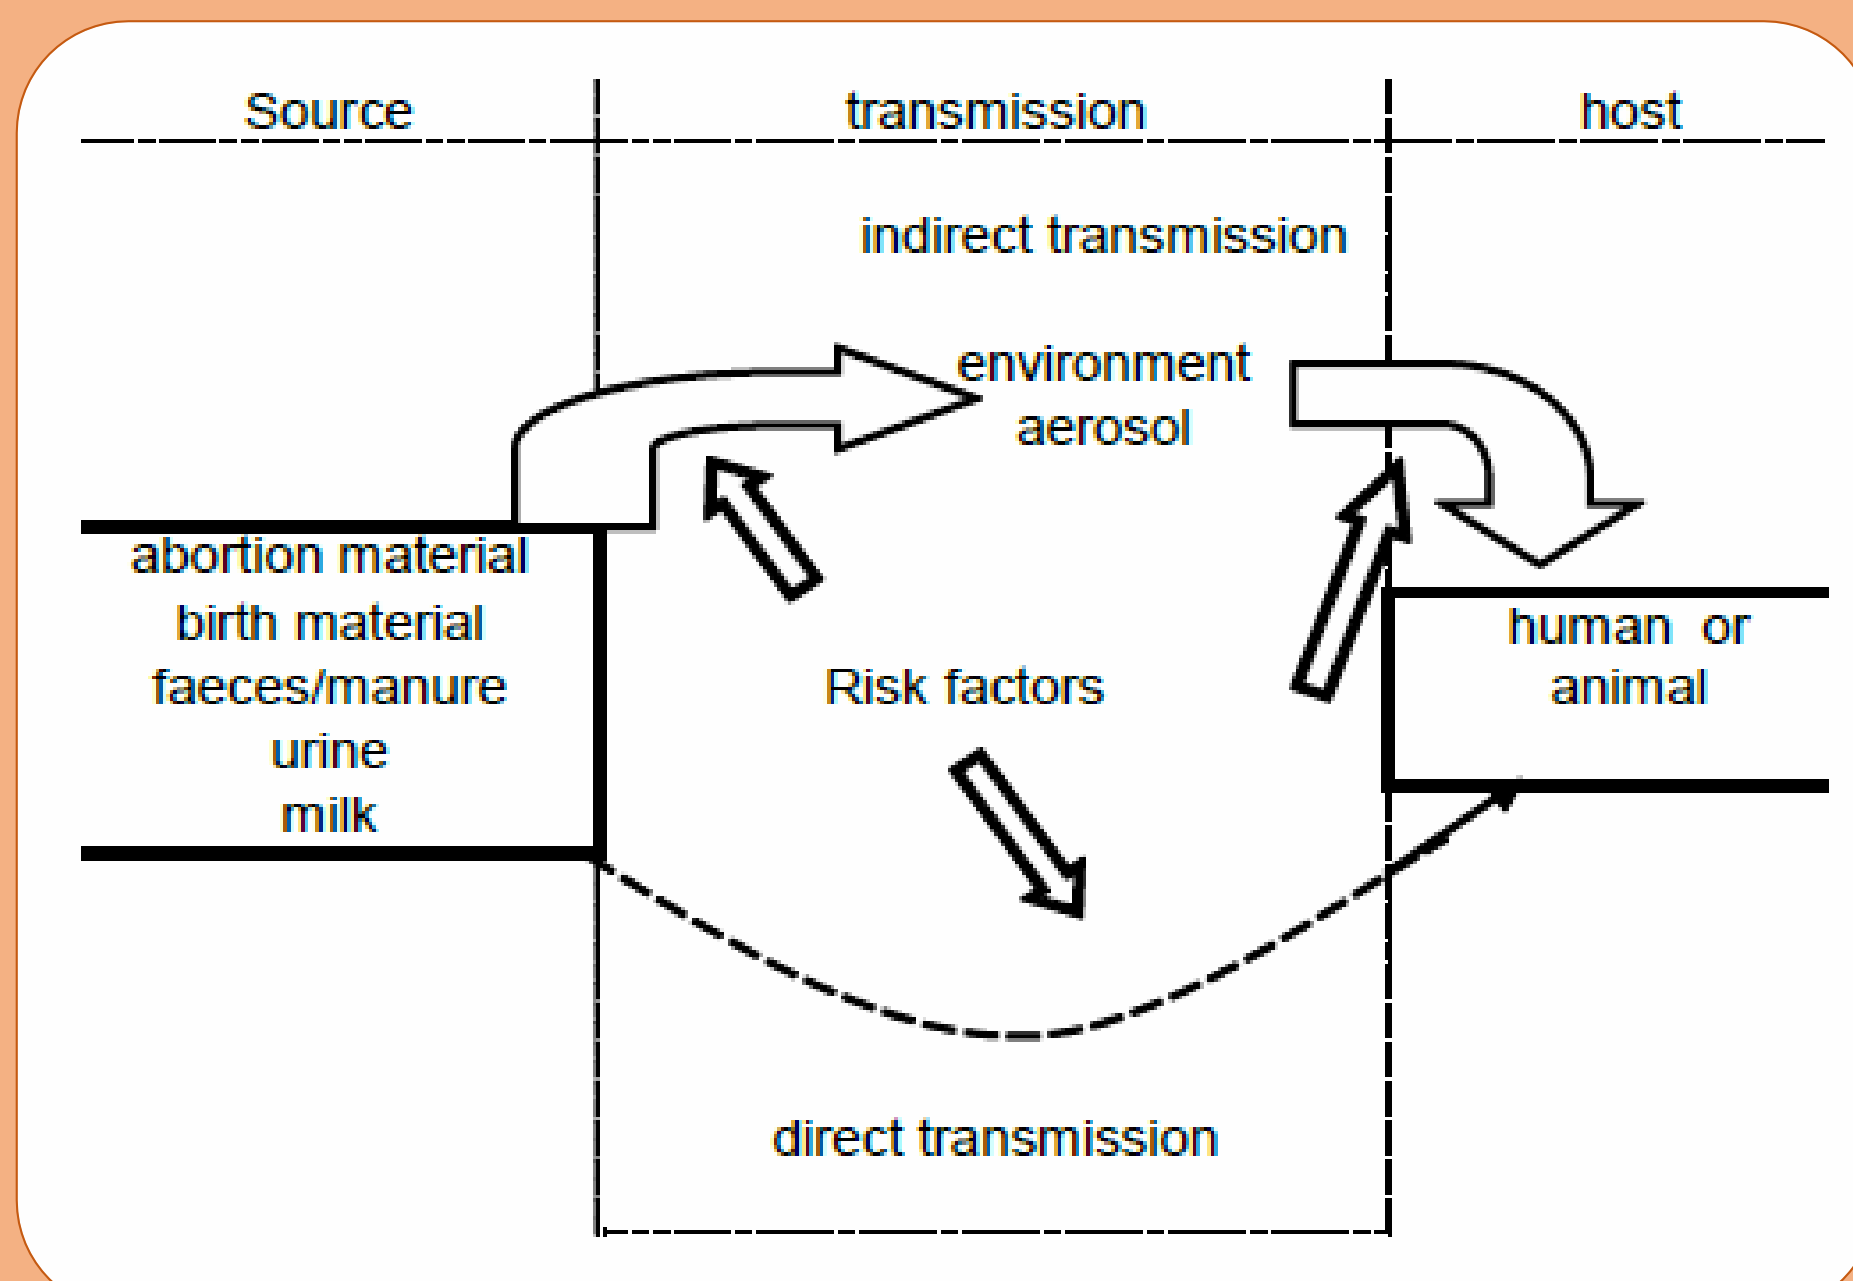 Source
transmission
host
indirect transmission
environment
aerosol
abortion material
birth material
faeces/manure
urine
milk
Risk factors
human or
animal
direct transmission